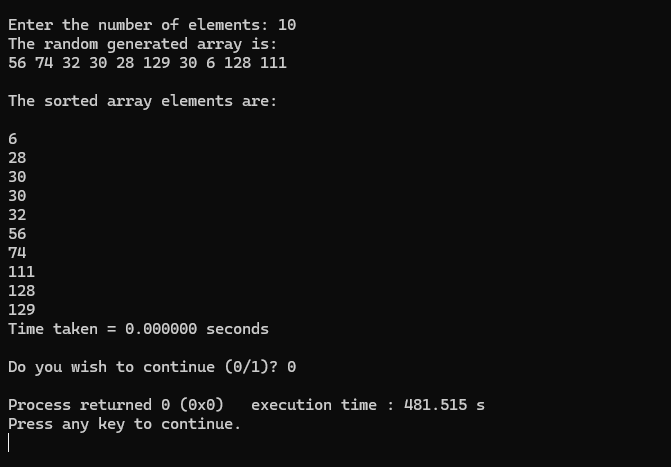 Enter the number of elements: 10
The random generated array is:
56 74 32 30 28 129 30 6 128 111
The sorted array elements are:
6
28
30
30
32
56
74
111
128
129
Time taken = 0.000000 seconds
Do you wish to continue (0/1)? 0
Process returned 0 (0x0)   execution time : 481.515 s
Press any key to continue.